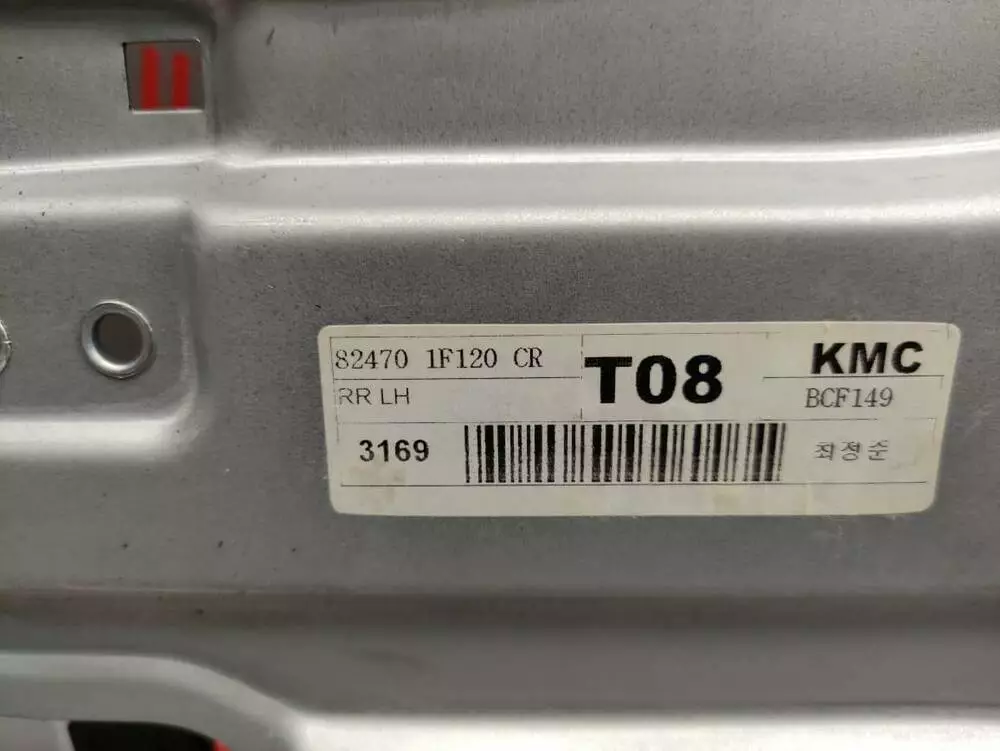 82470 1F120 CR
T08
KMC
RR LH
BCF149
3169
최정순